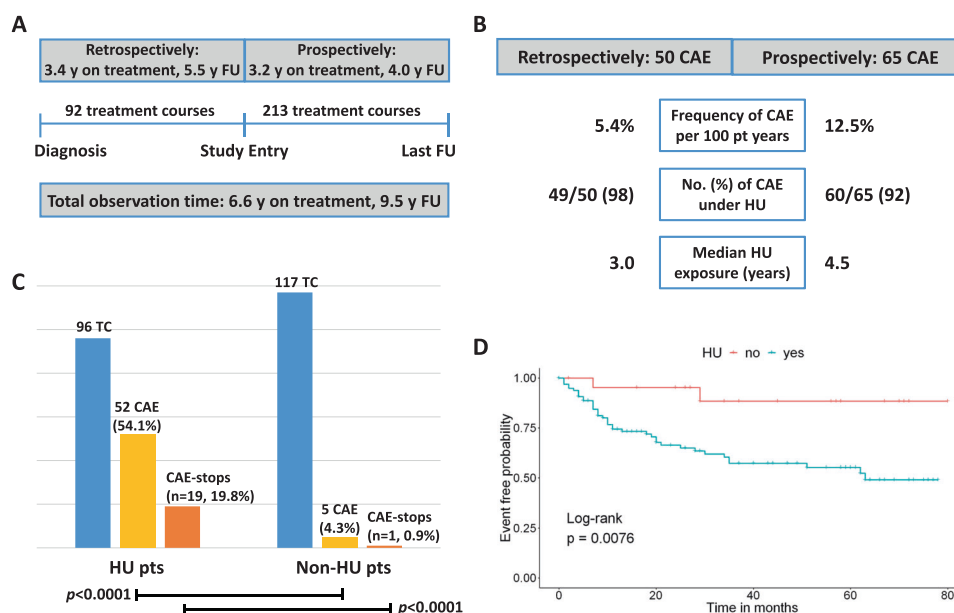 A
Retrospectively:
3.4 y on treatment, 5.5 y FU
Prospectively:
3.2 y on treatment, 4.0 y FU
92 treatment courses
213 treatment courses
Diagnosis
Study Entry
Last FU
Total observation time: 6.6 y on treatment, 9.5 y FU
B
Retrospectively: 50 CAE
Prospectively: 65 CAE
5.4%
Frequency of CAE
per 100 pt years
12.5%
49/50 (98)
No. (%) of CAE
under HU
60/65 (92)
3.0
Median HU
exposure (years)
4.5
C
96 TC
52 CAE
(54.1%)
CAE-stops
(n=19, 19.8%)
117 TC
5 CAE
(4.3%)
CAE-stops
(n=1, 0.9%)
HU pts
Non-HU pts
p<0.0001
p<0.0001
D
HU no yes
Event free probability
1.00
0.75
0.50
0.25
0.00
Log-rank
p = 0.0076
0 20 40 60 80
Time in months